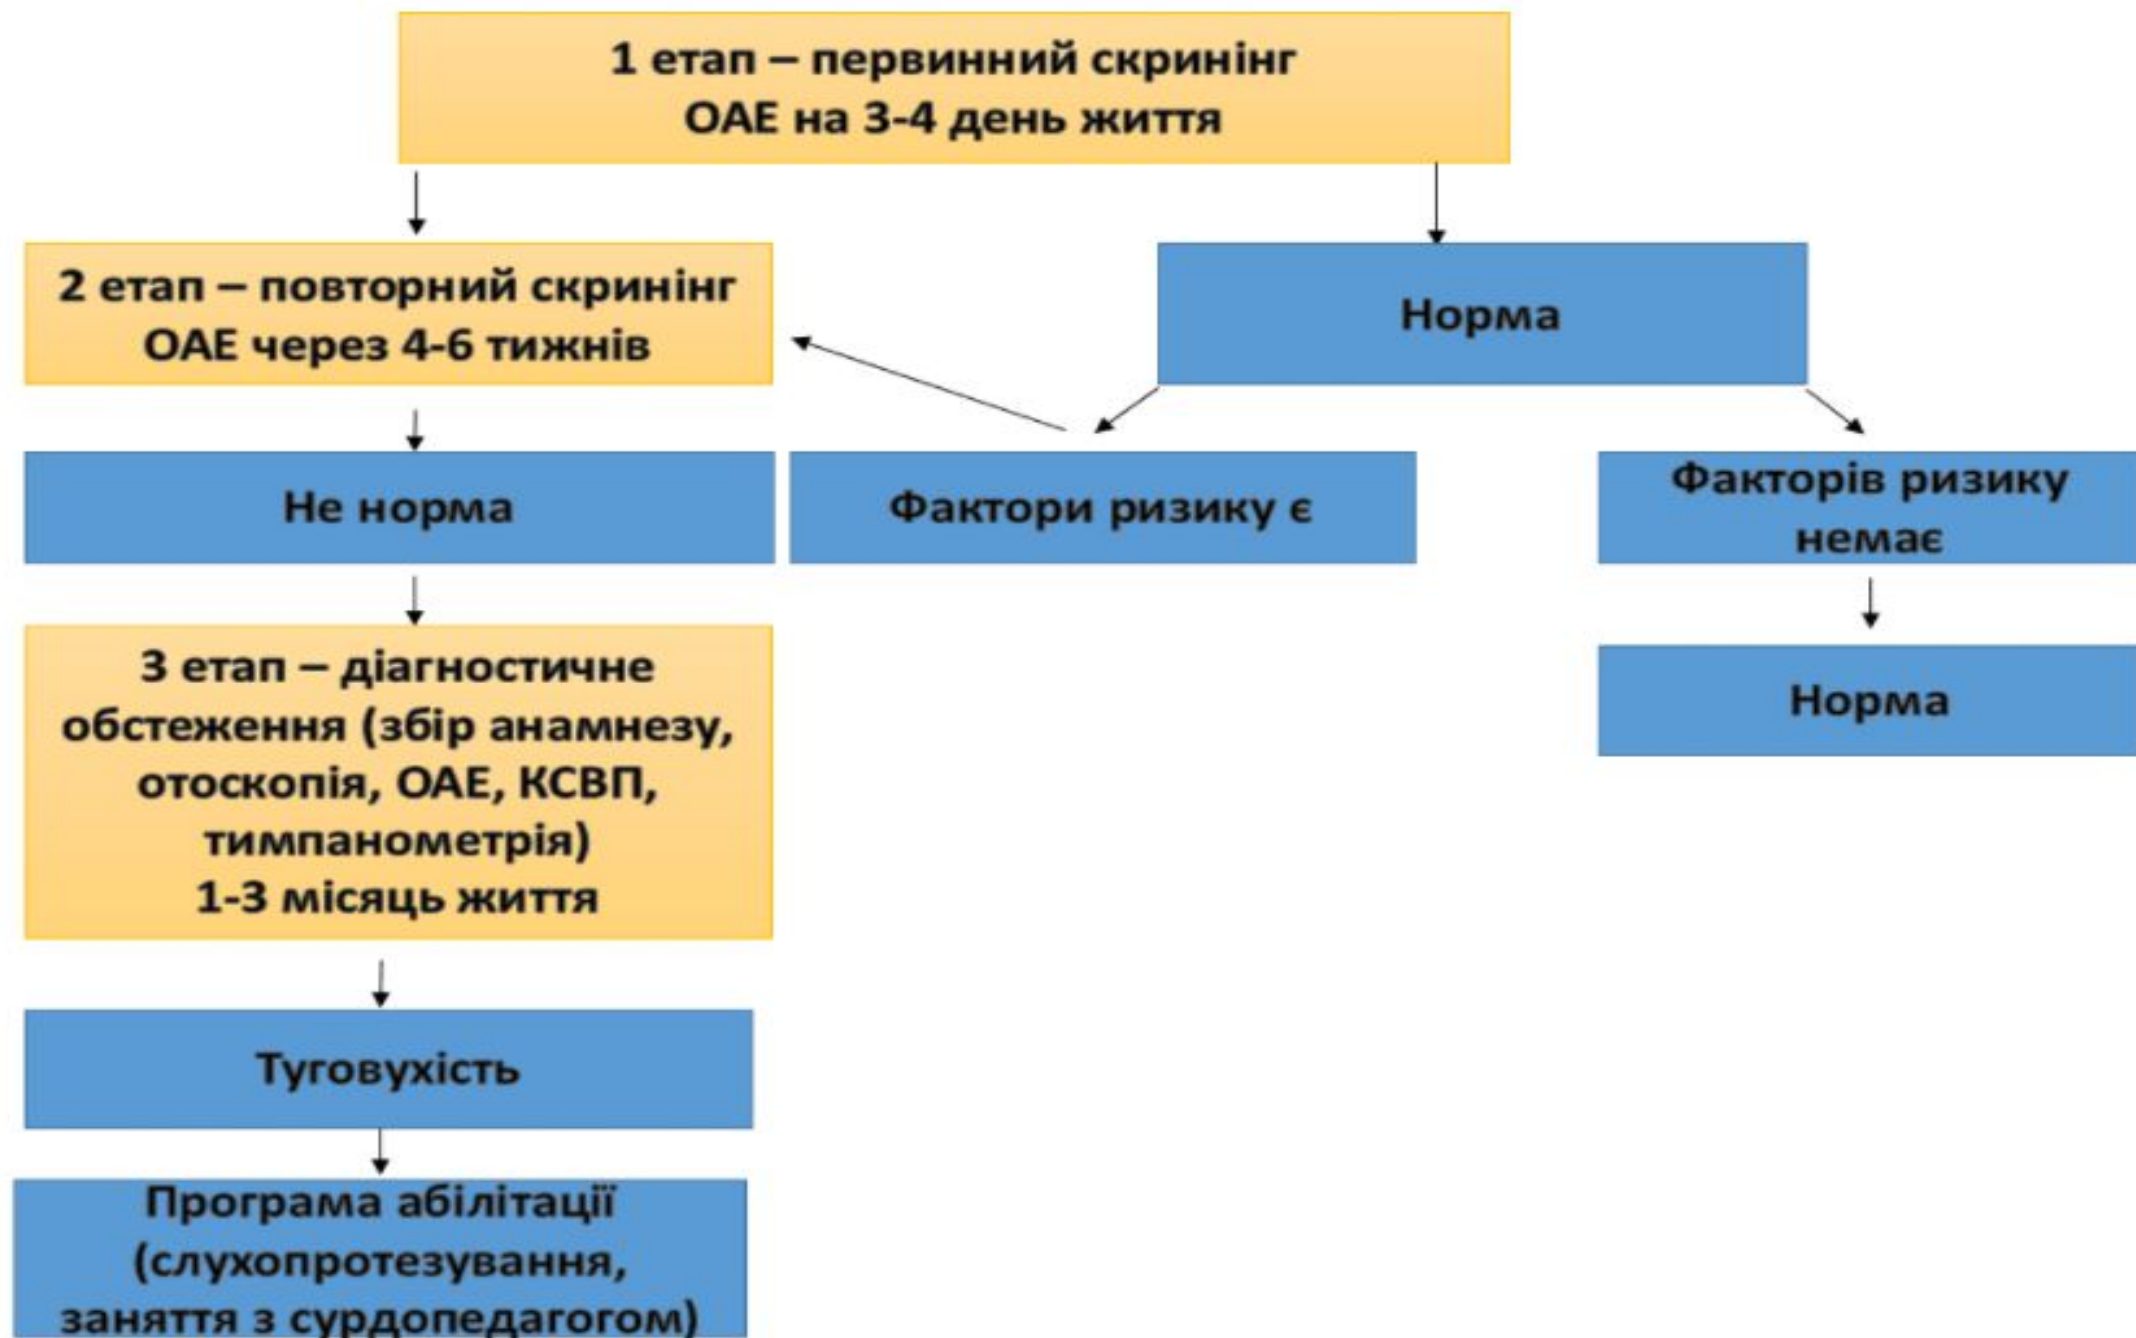 1 етап – первинний скринінг
ОАЕ на 3-4 день життя
2 етап – повторний скринінг
ОАЕ через 4-6 тижнів
Норма
Не норма
Фактори ризику є
Факторів ризику
немає
3 етап – діагностичне
обстеження (збір анамнезу,
отоскопія, ОАЕ, КСВП,
тимпанометрія)
1-3 місяць життя
Норма
Туговухість
Програма абілітації
(слухопротезування,
заняття з сурдопедагогом)